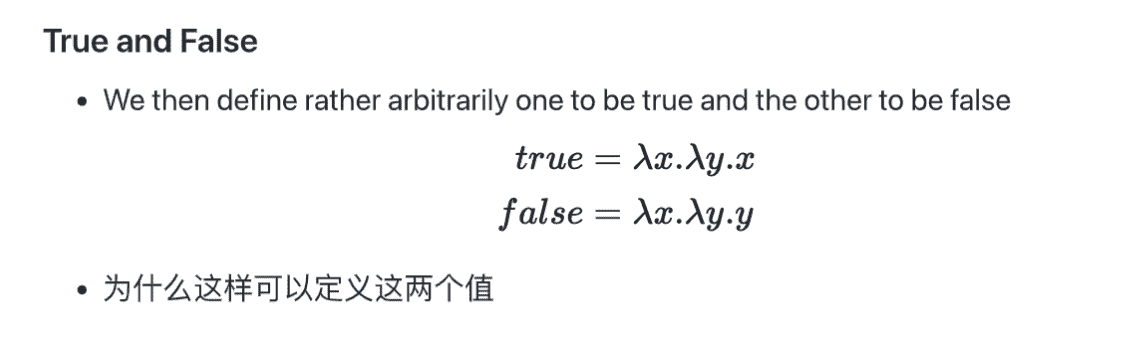 True and False
We then define rather arbitrarily one to be true and the other to be false
true = λx.λy.x
false = λx.λy.y
为什么这样可以定义这两个值